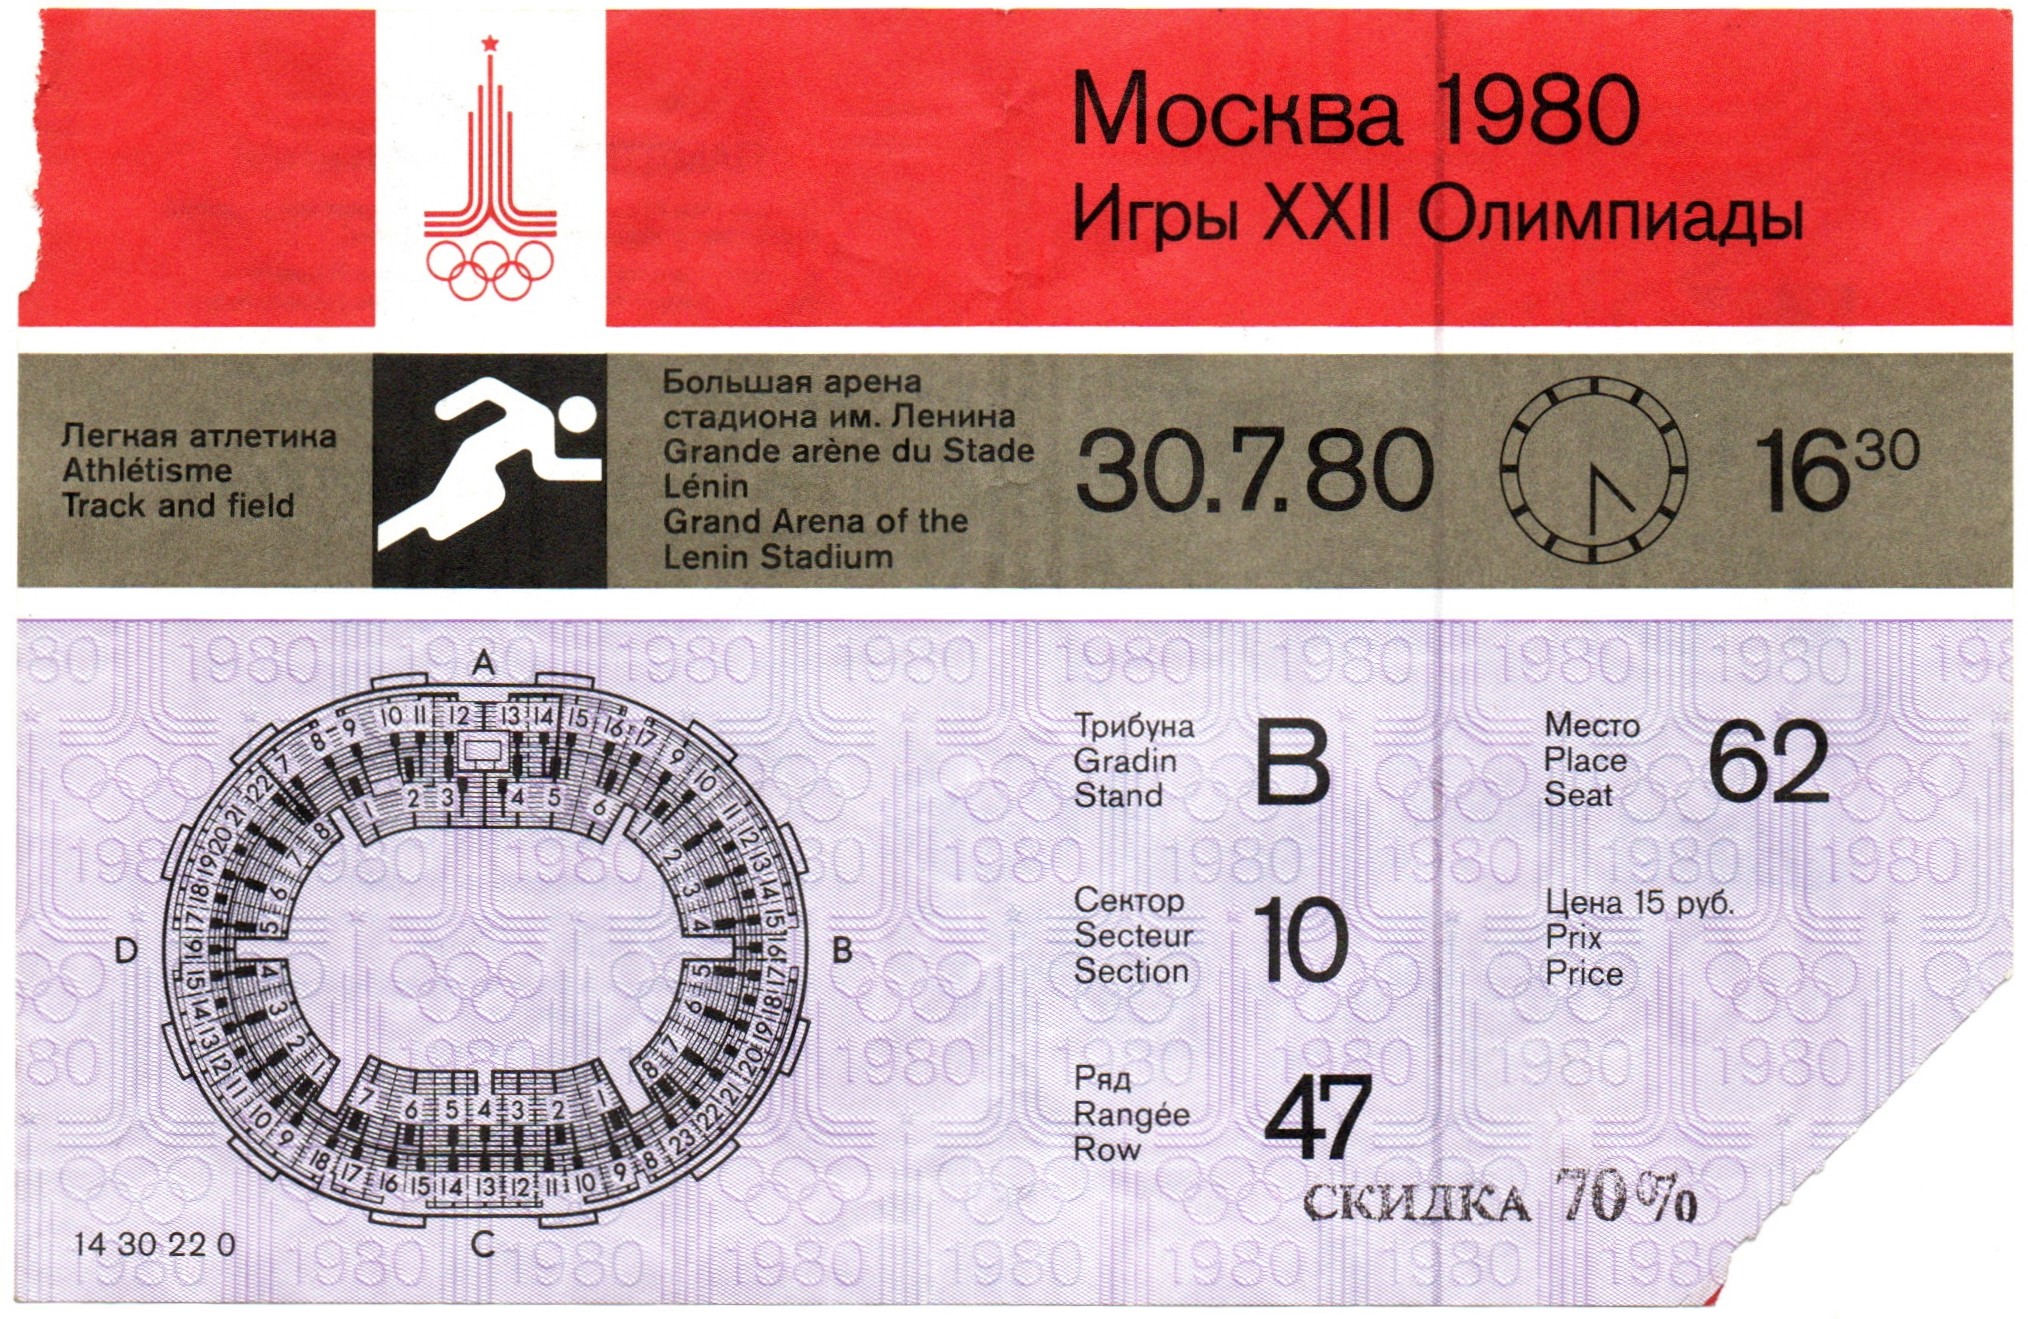 Москва 1980
Игры XXII Олимпиады
Легкая атлетика
Athlétisme
Track and field
Большая арена
стадиона им. Ленина
Grande arène du Stade
Lénin
Grand Arena of the
Lenin Stadium
30.7.80
16 30
A
B
C
D
Трибуна
Gradin
Stand
B
Место
Place
Seat
62
Сектор
Secteur
Section
10
Цена 15 руб.
Prix
Price
Ряд
Rangée
Row
47
СКИДКА 70%
14 30 22 0